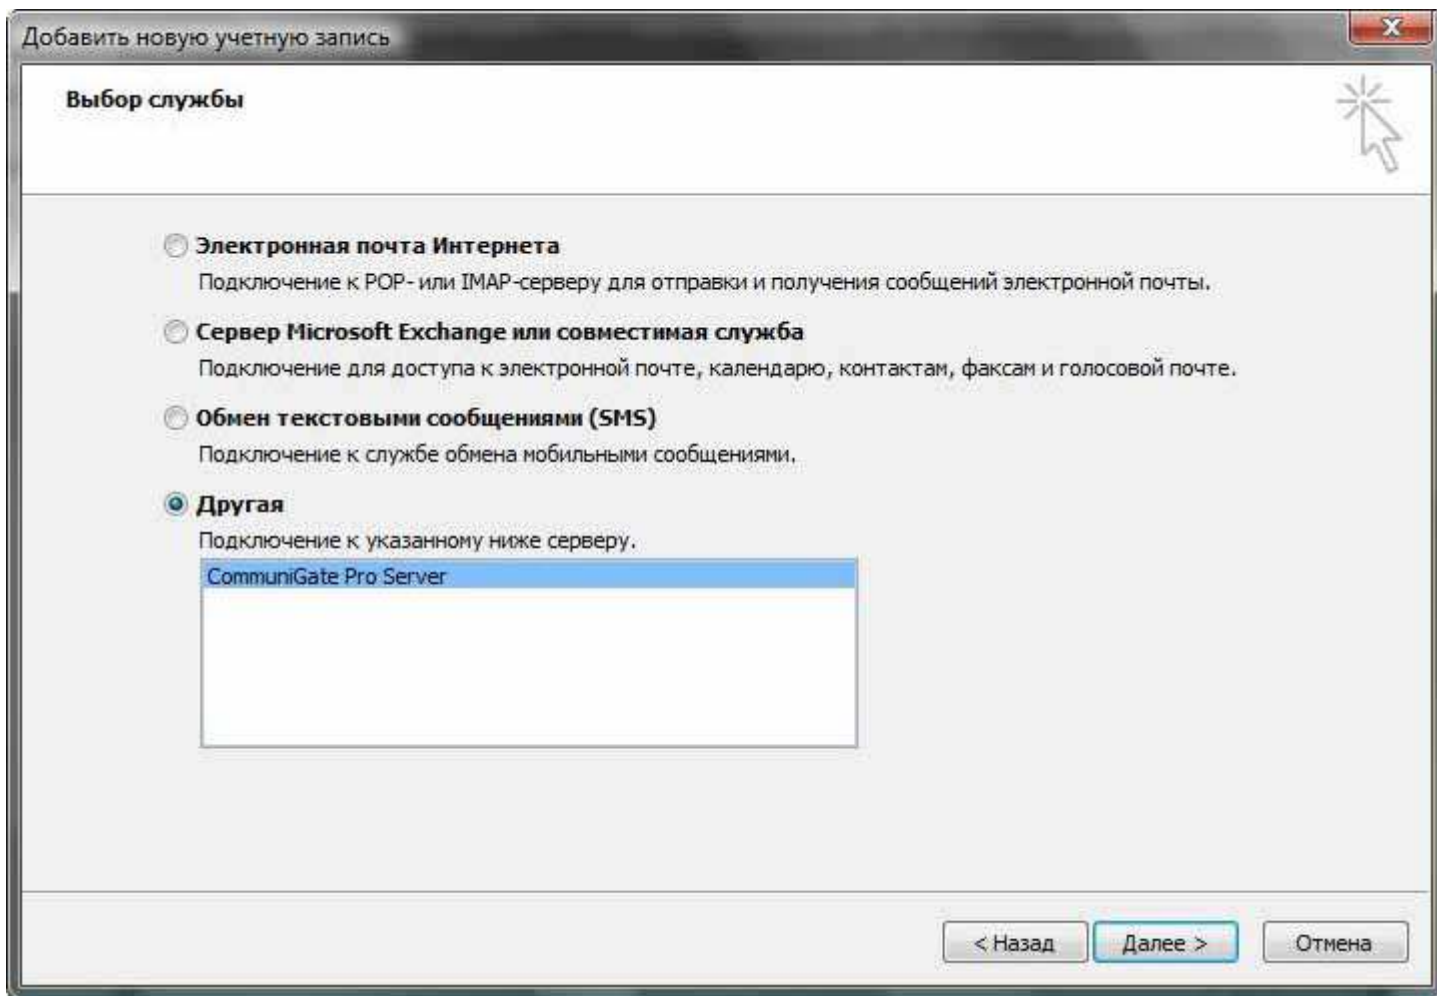 Добавить новую учетную запись
Выбор службы
Электронная почта Интернета
Подключение к POP- или IMAP-серверу для отправки и получения сообщений электронной почты.
Сервер Microsoft Exchange или совместимая служба
Подключение для доступа к электронной почте, календарю, контактам, факсам и голосовой почте.
Обмен текстовыми сообщениями (SMS)
Подключение к службе обмена мобильными сообщениями.
Другая
Подключение к указанному ниже серверу.
CommuniGate Pro Server
< Назад Далее > Отмена